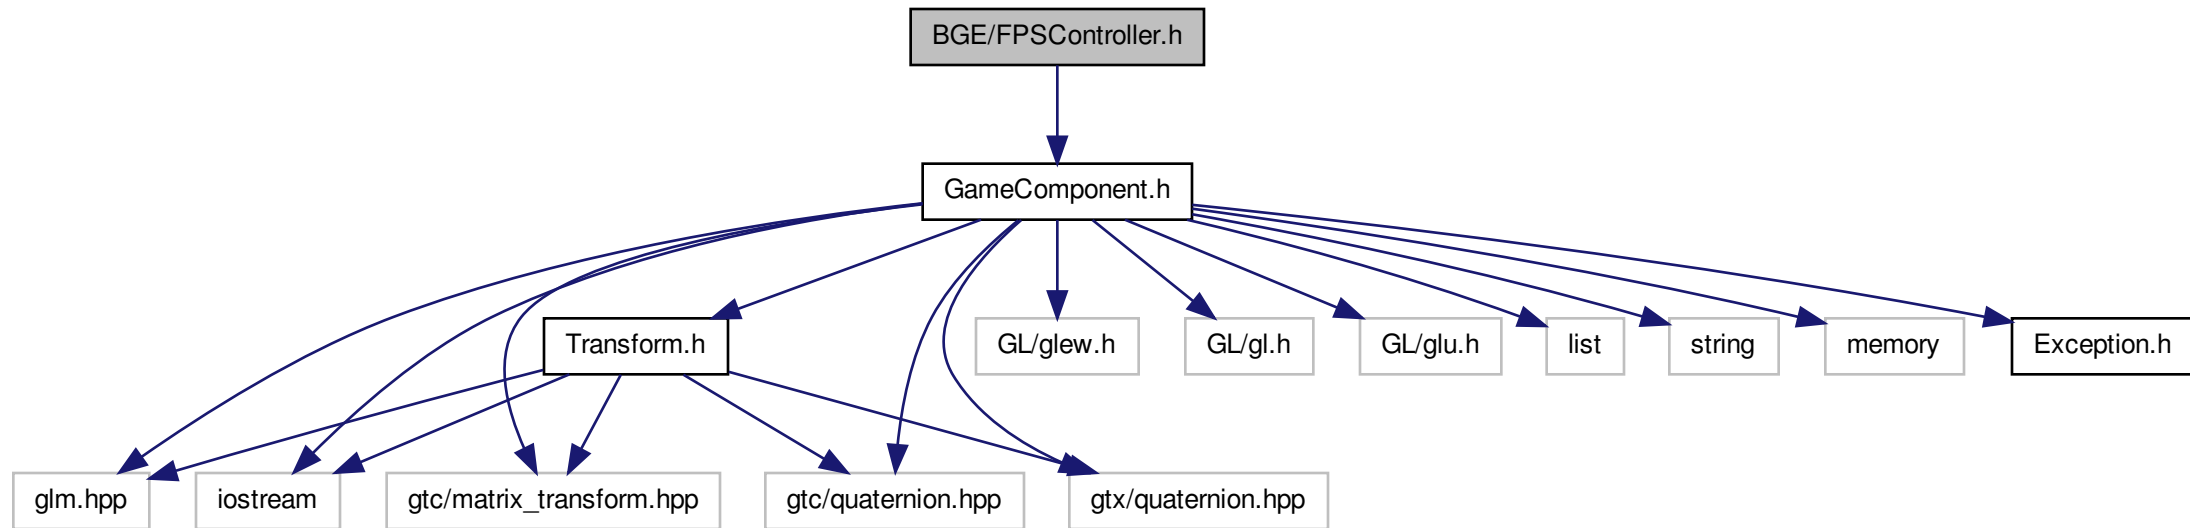 BGE/FPSController.h
GameComponent.h
Transform.h
GL/glew.h
GL/gl.h
GL/glu.h
list
string
memory
Exception.h
glm.hpp
iostream
gtc/matrix_transform.hpp
gtc/quaternion.hpp
gtx/quaternion.hpp